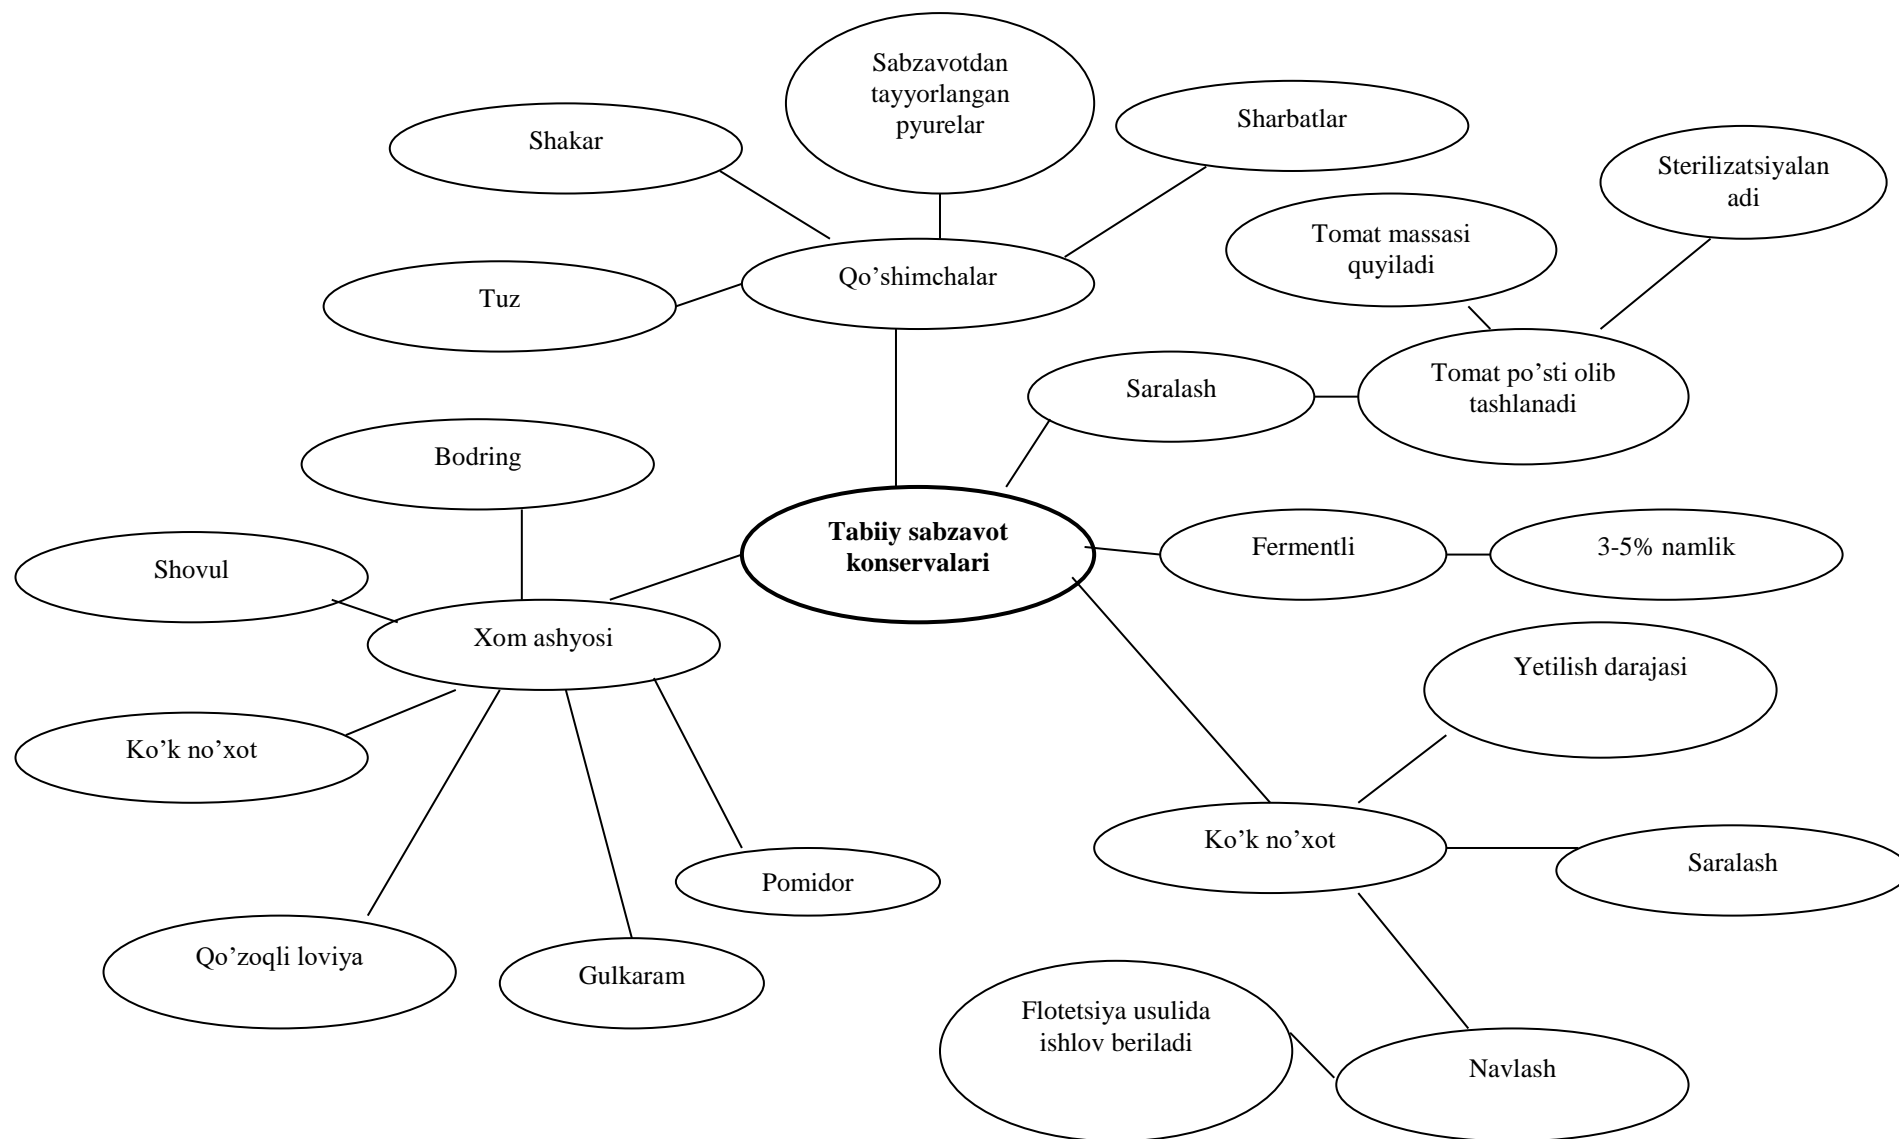 Sabzavotdan
tayyorlangan
pyurelar
Shakar
Sharbatlar
Sterilizatsiyalan
adi
Tomat massasi
quyiladi
Qo’shimchalar
Tuz
Saralash
Tomat po’sti olib
tashlanadi
Bodring
Tabiiy sabzavot
konservalari
Fermentli
3-5% namlik
Shovul
Xom ashyosi
Yetilish darajasi
Ko’k no’xot
Ko’k no’xot
Saralash
Pomidor
Qo’zoqli loviya
Gulkaram
Flotetsiya usulida
ishlov beriladi
Navlash